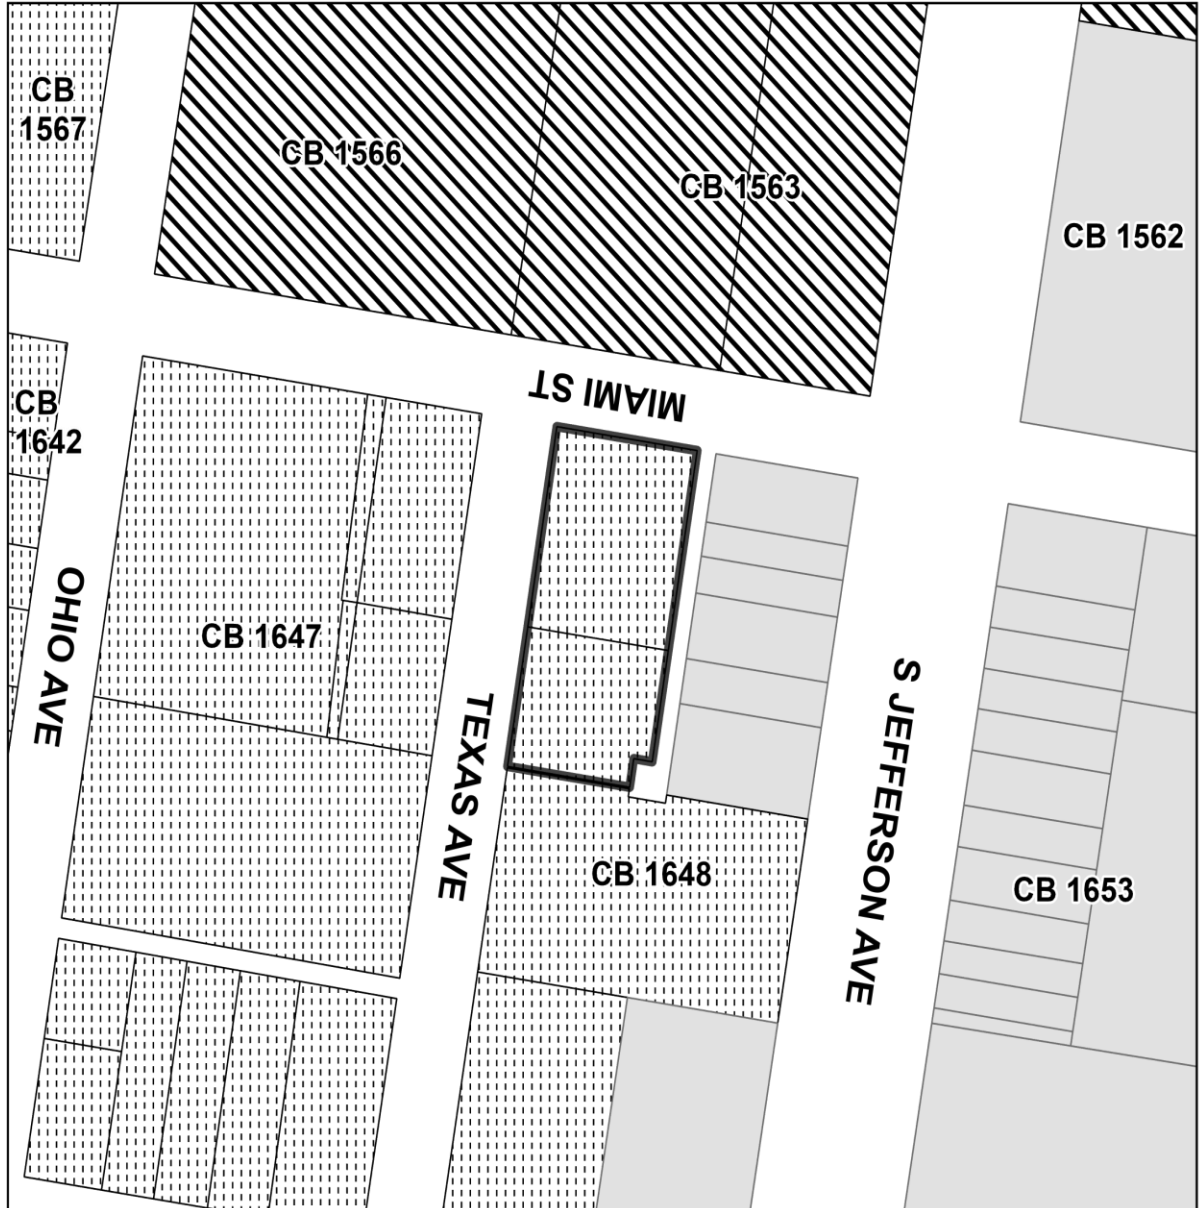 CB
1567
CB 1566
CB 1563
CB 1562
MIAMI ST
CB
1642
OHIO AVE
CB 1647
TEXAS AVE
S JEFFERSON AVE
CB 1648
CB 1653